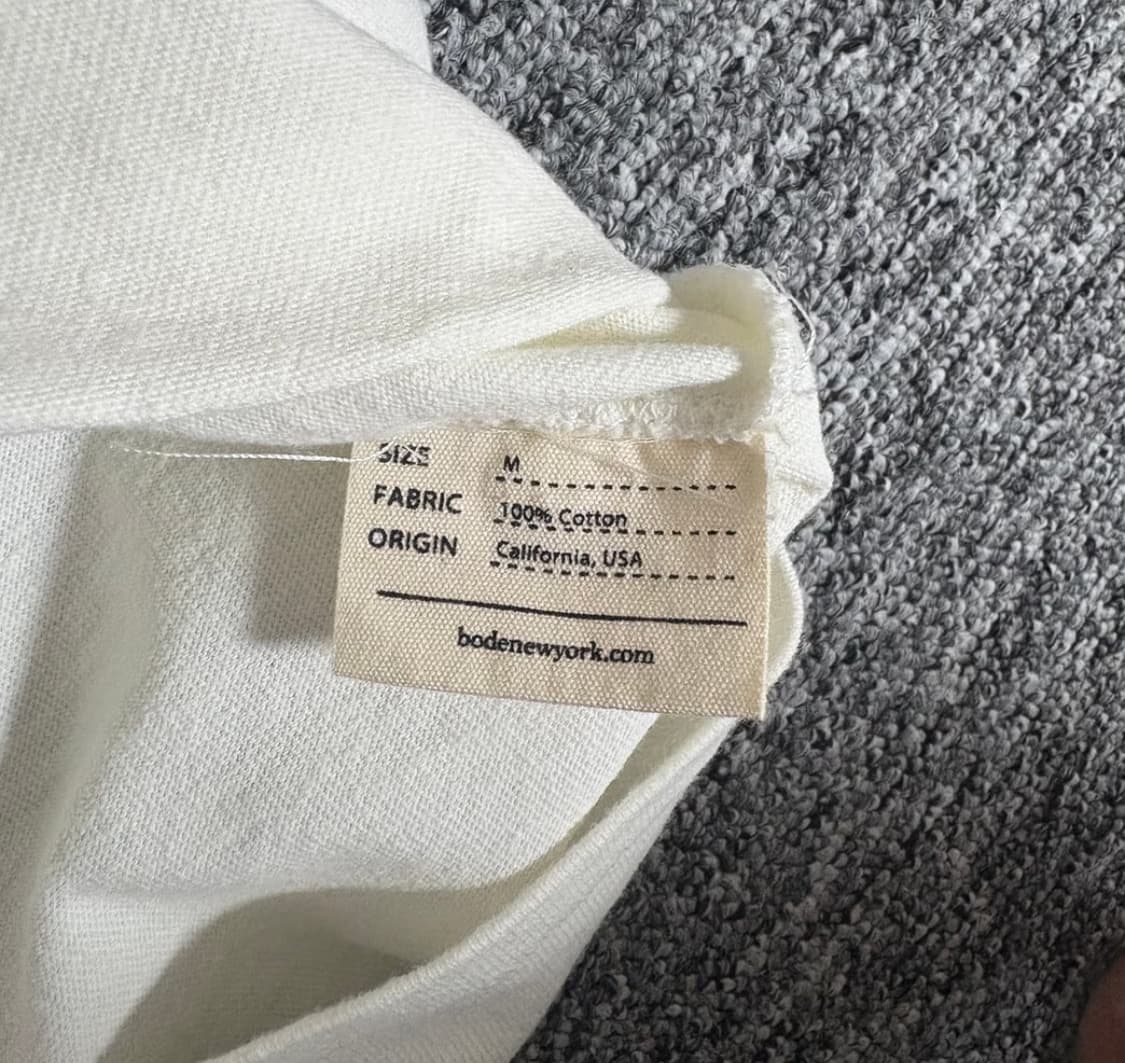 SIZE M
FABRIC 100% Cotton
ORIGIN California, USA
bodenewyork.com